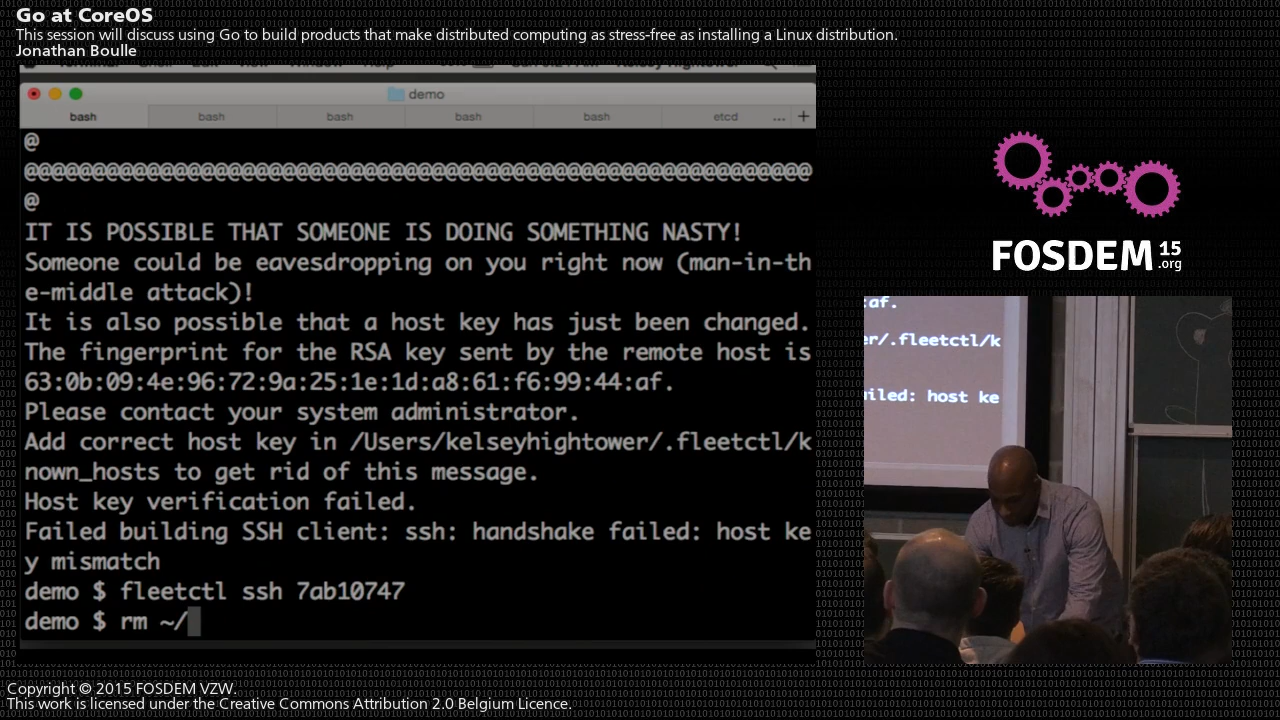 Go at CoreOS
This session will discuss using Go to build products that make distributed computing as stress-free as installing a Linux distribution.
Jonathan Boulle
demo
bash bash bash bash bash etcd ... +
@
@@@@@@@@@@@@@@@@@@@@@@@@@@@@@@@@@@@@@@@@@@@@@@@@@@@@@@@@@@
@
IT IS POSSIBLE THAT SOMEONE IS DOING SOMETHING NASTY!
Someone could be eavesdropping on you right now (man-in-th
e-middle attack)!
It is also possible that a host key has just been changed.
The fingerprint for the RSA key sent by the remote host is
63:0b:09:4e:96:72:9a:25:1e:1d:a8:61:f6:99:44:af.
Please contact your system administrator.
Add correct host key in /Users/kelseyhightower/.fleetctl/k
nown_hosts to get rid of this message.
Host key verification failed.
Failed building SSH client: ssh: handshake failed: host ke
y mismatch
demo $ fleetctl ssh 7ab10747
demo $ rm ~/
FOSDEM 15
.org
:af.
er/.fleetctl/k
ailed: host ke
Copyright © 2015 FOSDEM VZW.
This work is licensed under the Creative Commons Attribution 2.0 Belgium Licence.